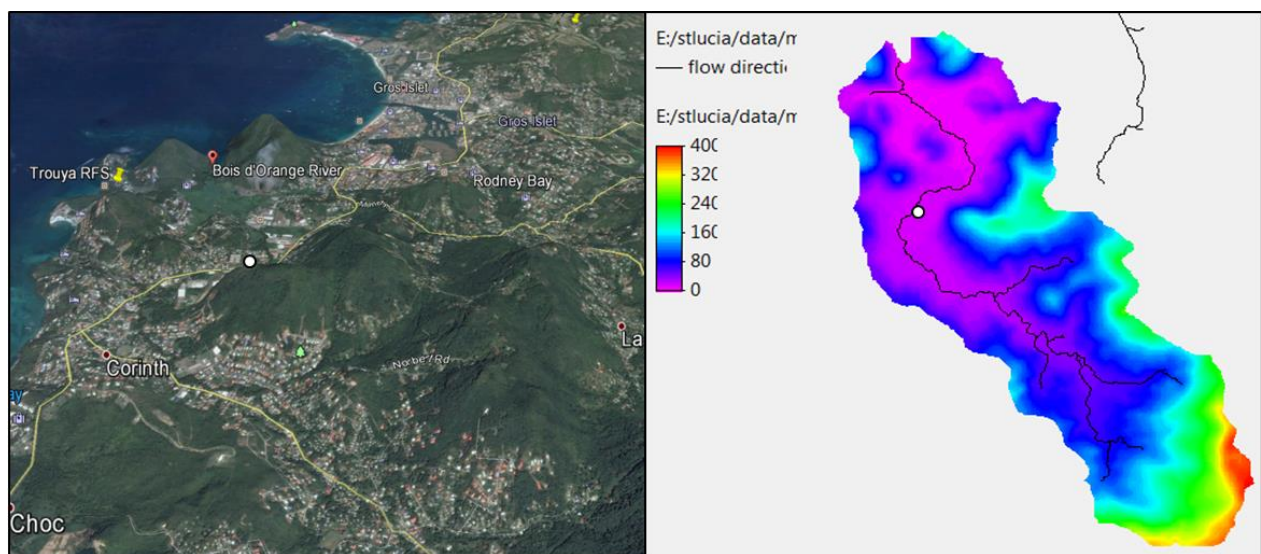 Gros Islet
Gros Islet
Trouya RFS
Bois d'Orange River
Rodney Bay
La
Corinth
Choc
E:/stlucia/data/m
flow directi
E:/stlucia/data/m
400
320
240
160
80
0